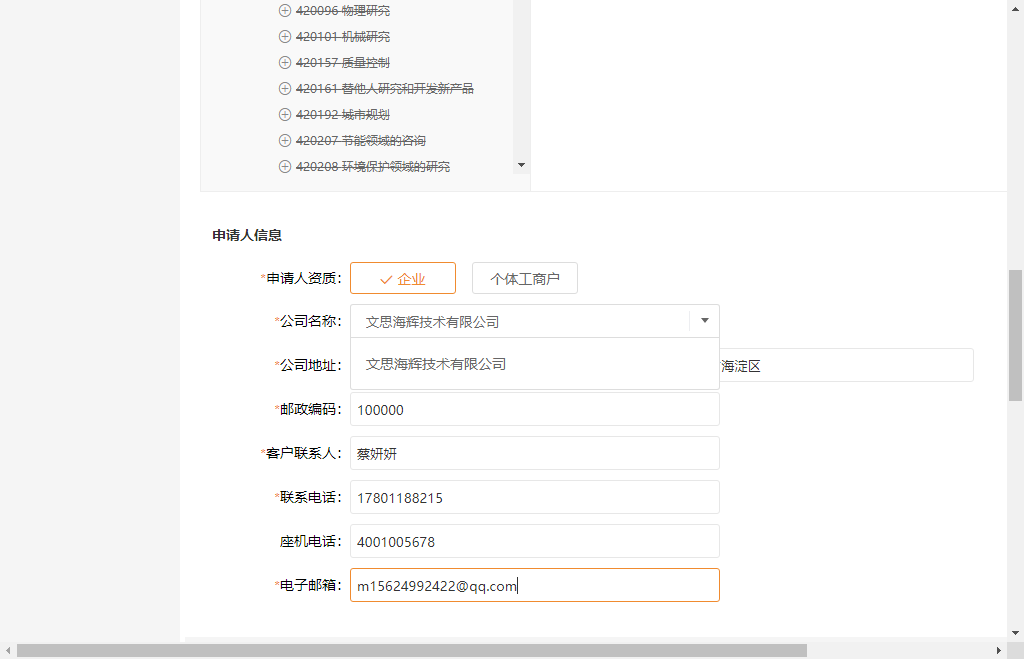 420096 物理研究
420101 机械研究
420157 质量控制
420161 替他人研究和开发新产品
420192 城市规划
420207 节能领域的咨询
420208 环境保护领域的研究
申请人信息
*申请人资质： 企业 个体工商户
*公司名称： 文思海辉技术有限公司
文思海辉技术有限公司
*公司地址： 海淀区
*邮政编码： 100000
*客户联系人： 蔡妍妍
*联系电话： 17801188215
座机电话： 4001005678
*电子邮箱： m15624992422@qq.com